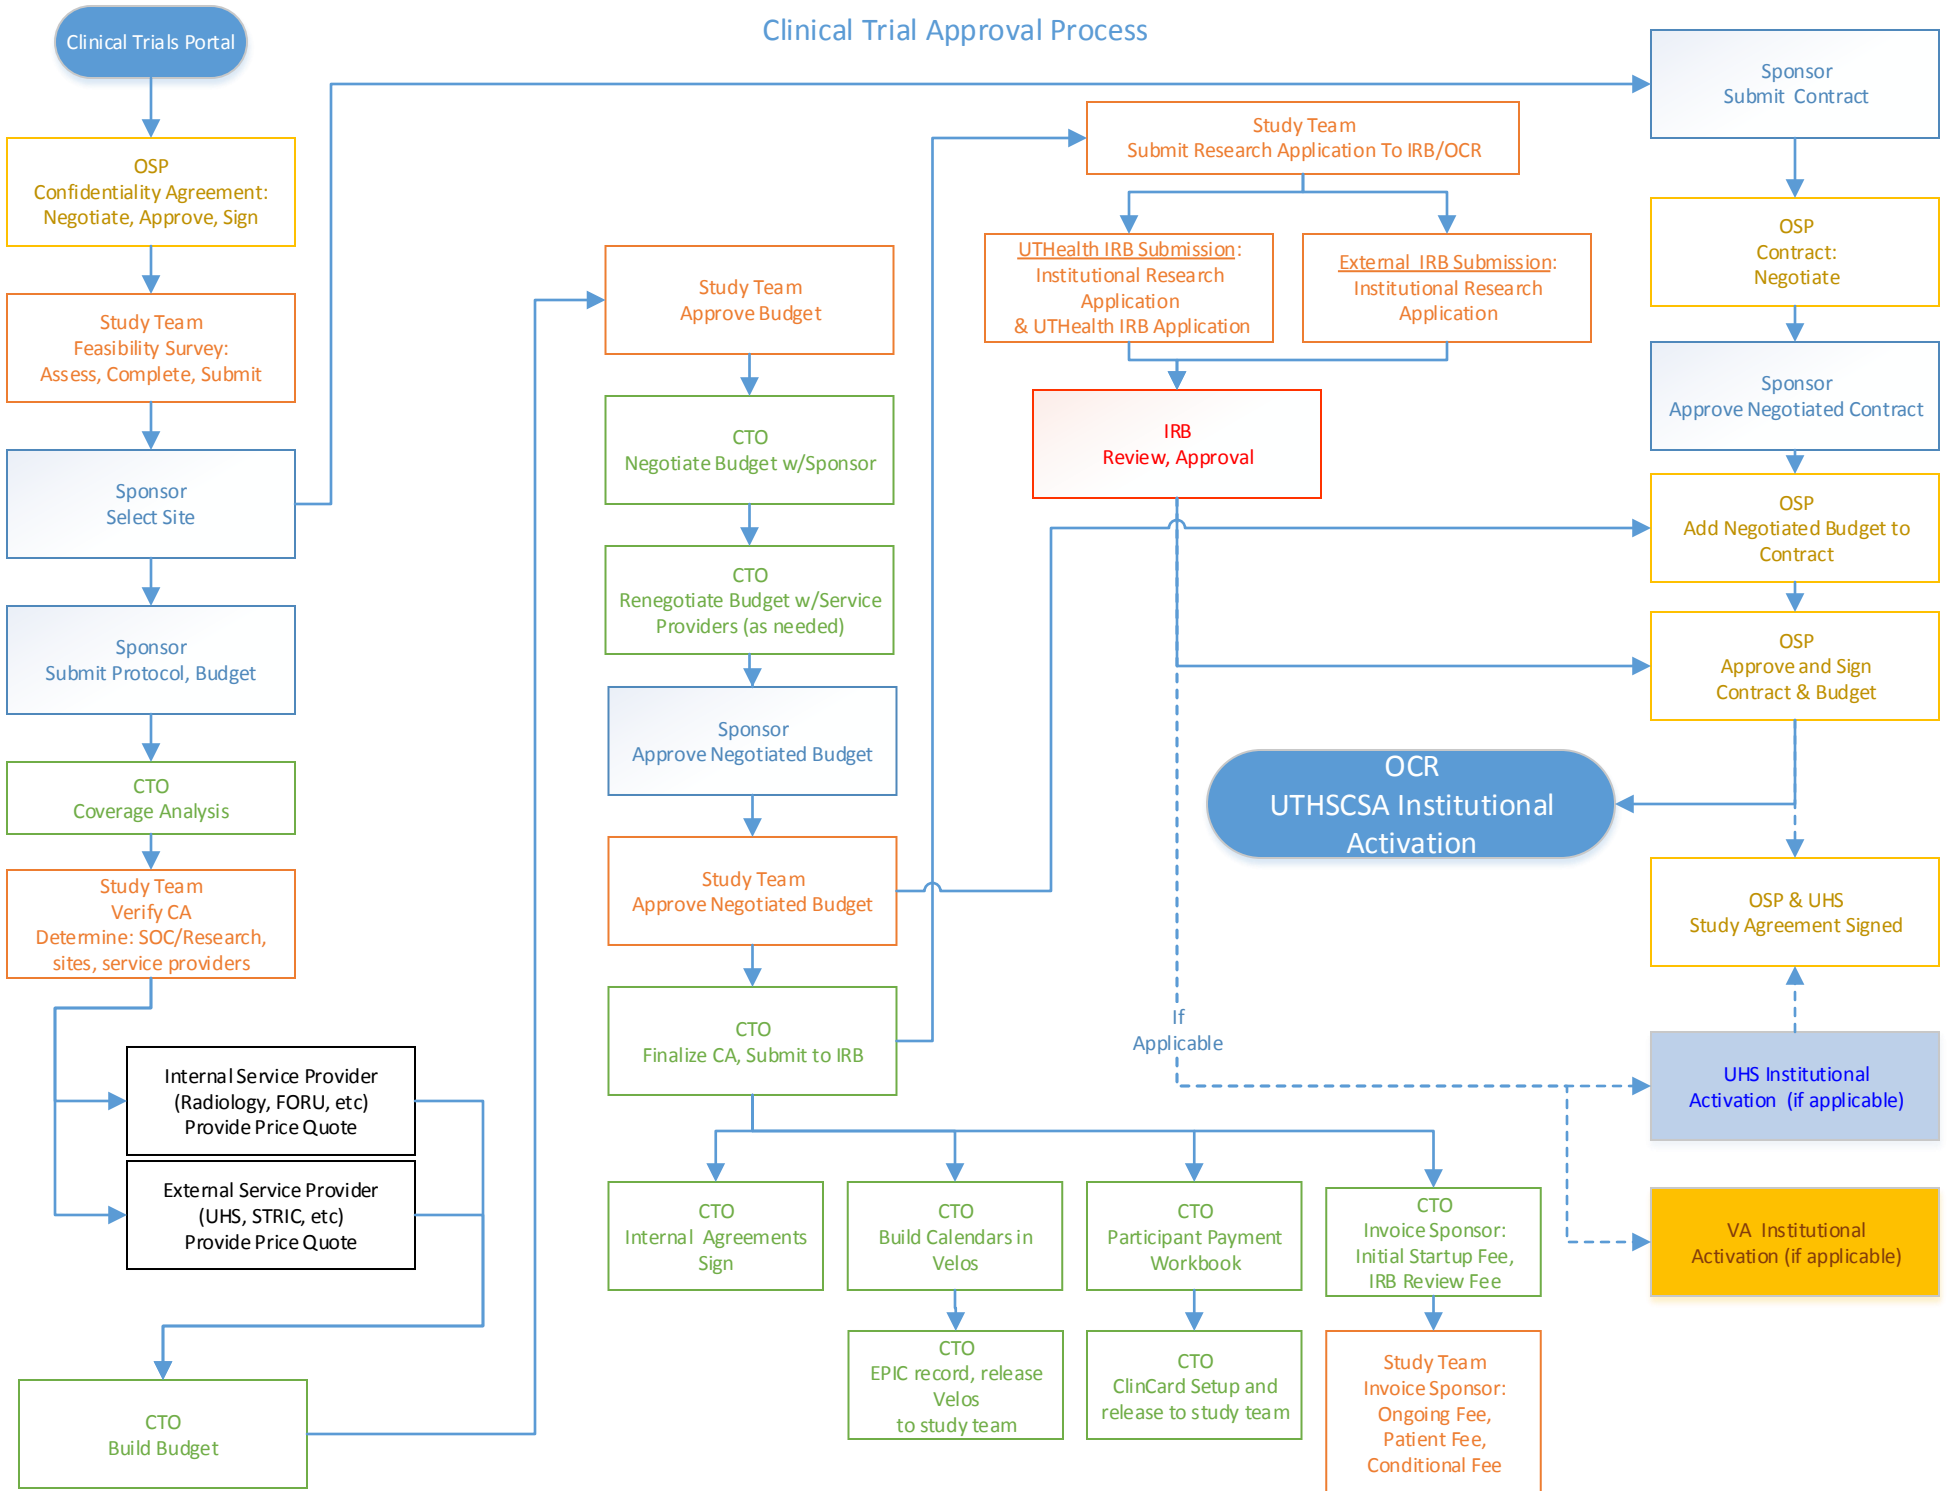 Clinical Trial Approval Process
Clinical Trials Portal
OSP
Confidentiality Agreement:
Negotiate, Approve, Sign
Study Team
Feasibility Survey:
Assess, Complete, Submit
Sponsor
Select Site
Sponsor
Submit Protocol, Budget
CTO
Coverage Analysis
Study Team
Verify CA
Determine: SOC/Research,
sites, service providers
Internal Service Provider
(Radiology, FORU, etc)
Provide Price Quote
External Service Provider
(UHS, STRIC, etc)
Provide Price Quote
CTO
Build Budget
Study Team
Approve Budget
CTO
Negotiate Budget w/Sponsor
CTO
Renegotiate Budget w/Service
Providers (as needed)
Sponsor
Approve Negotiated Budget
Study Team
Approve Negotiated Budget
CTO
Finalize CA, Submit to IRB
CTO
Internal Agreements
Sign
CTO
Build Calendars in
Velos
CTO
EPIC record, release
Velos
to study team
CTO
Participant Payment
Workbook
CTO
ClinCard Setup and
release to study team
CTO
Invoice Sponsor:
Initial Startup Fee,
IRB Review Fee
Study Team
Invoice Sponsor:
Ongoing Fee,
Patient Fee,
Conditional Fee
Study Team
Submit Research Application To IRB/OCR
UTHealth IRB Submission:
Institutional Research
Application
& UTHealth IRB Application
External IRB Submission:
Institutional Research
Application
IRB
Review, Approval
If
Applicable
Sponsor
Submit Contract
OSP
Contract:
Negotiate
Sponsor
Approve Negotiated Contract
OSP
Add Negotiated Budget to
Contract
OSP
Approve and Sign
Contract & Budget
OCR
UTHSCSA Institutional
Activation
OSP & UHS
Study Agreement Signed
UHS Institutional
Activation (if applicable)
VA Institutional
Activation (if applicable)